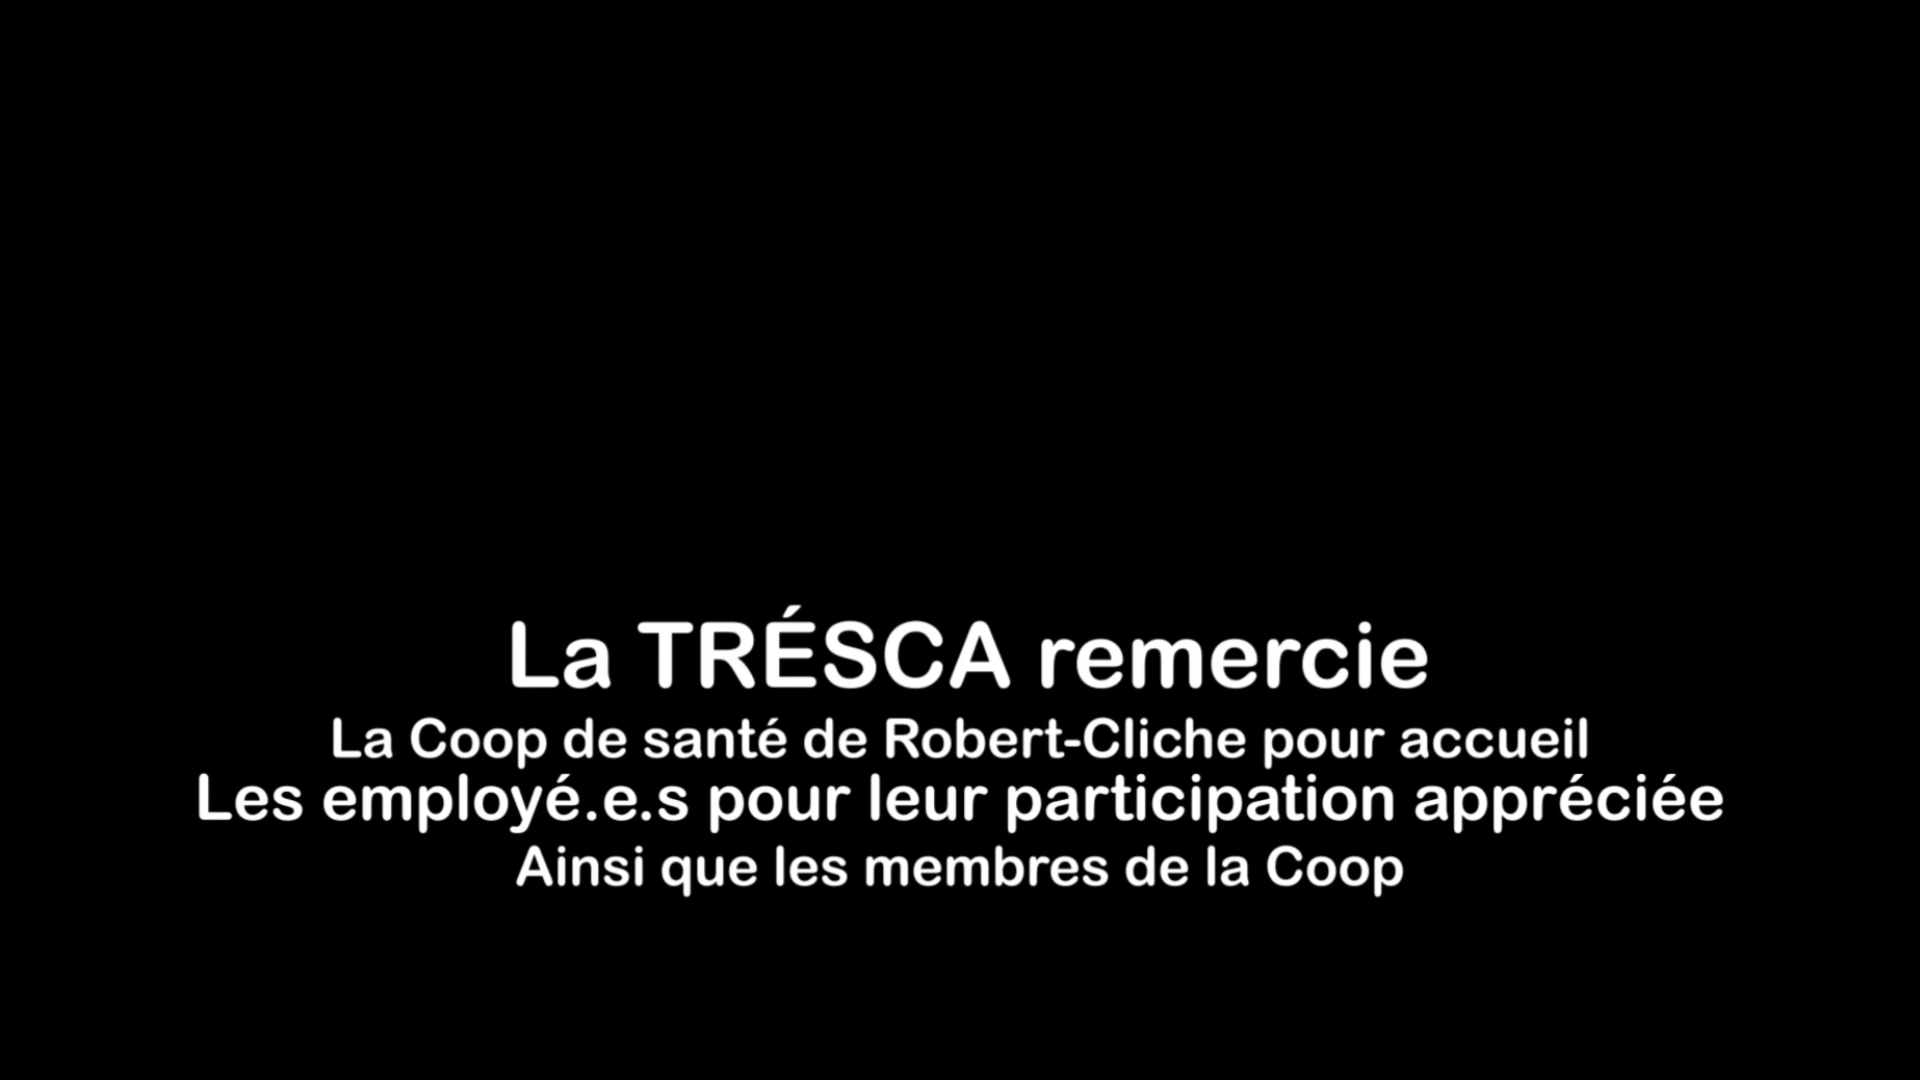 La TRÉSCA remercie
La Coop de santé de Robert-Cliche pour accueil
Les employé.e.s pour leur participation appréciée
Ainsi que les membres de la Coop